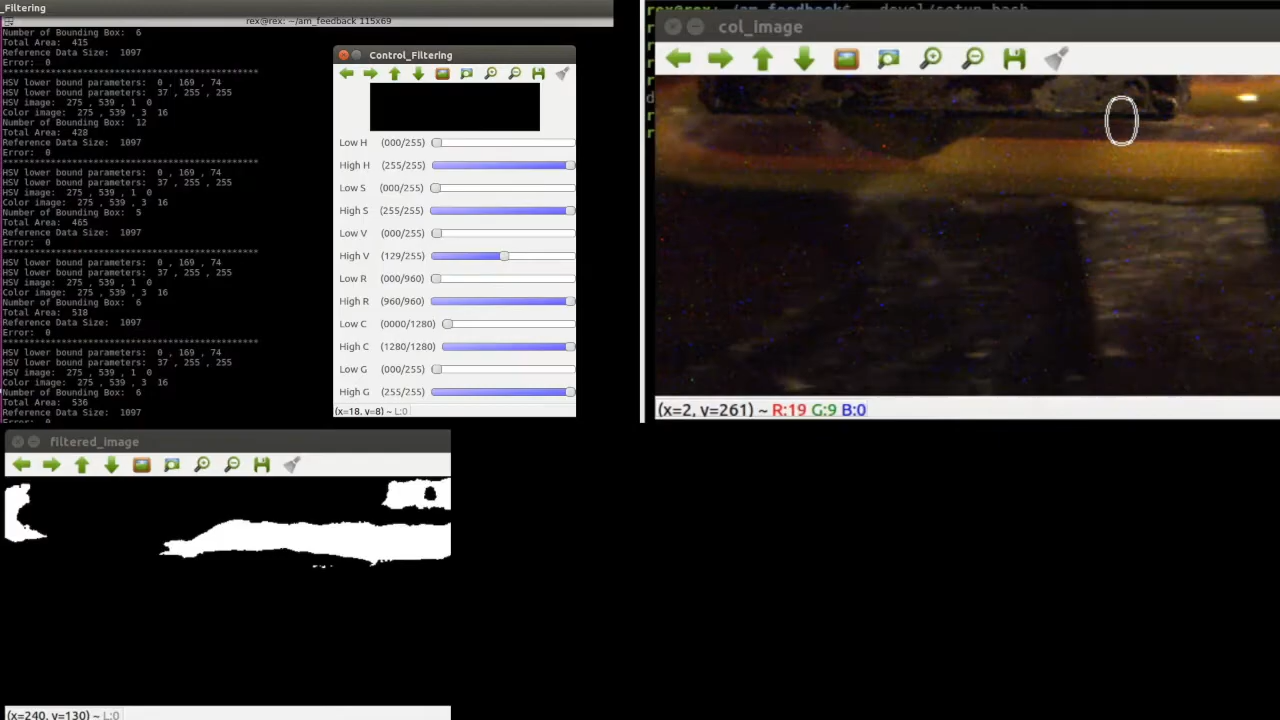 _Filtering
rex@rex: ~/am_feedback 115x69
Number of Bounding Box:  6
Total Area:  415
Reference Data Size:  1097
Error:  0
***********************************************
HSV lower bound parameters:  0 , 169 , 74
HSV lower bound parameters:  37 , 255 , 255
HSV image:  275 , 539 , 1  0
Color image:  275 , 539 , 3  16
Number of Bounding Box:  12
Total Area:  428
Reference Data Size:  1097
Error:  0
***********************************************
HSV lower bound parameters:  0 , 169 , 74
HSV lower bound parameters:  37 , 255 , 255
HSV image:  275 , 539 , 1  0
Color image:  275 , 539 , 3  16
Number of Bounding Box:  5
Total Area:  465
Reference Data Size:  1097
Error:  0
***********************************************
HSV lower bound parameters:  0 , 169 , 74
HSV lower bound parameters:  37 , 255 , 255
HSV image:  275 , 539 , 1  0
Color image:  275 , 539 , 3  16
Number of Bounding Box:  6
Total Area:  518
Reference Data Size:  1097
Error:  0
***********************************************
HSV lower bound parameters:  0 , 169 , 74
HSV lower bound parameters:  37 , 255 , 255
HSV image:  275 , 539 , 1  0
Color image:  275 , 539 , 3  16
Number of Bounding Box:  6
Total Area:  536
Reference Data Size:  1097
Control_Filtering
Low H (000/255)
High H (255/255)
Low S (000/255)
High S (255/255)
Low V (000/255)
High V (129/255)
Low R (000/960)
High R (960/960)
Low C (0000/1280)
High C (1280/1280)
Low G (000/255)
High G (255/255)
(x=18, y=8) ~ L:0
col_image
0
(x=2, y=261) ~ R:19 G:9 B:0
filtered_image
(x=240, y=130) ~ L:0